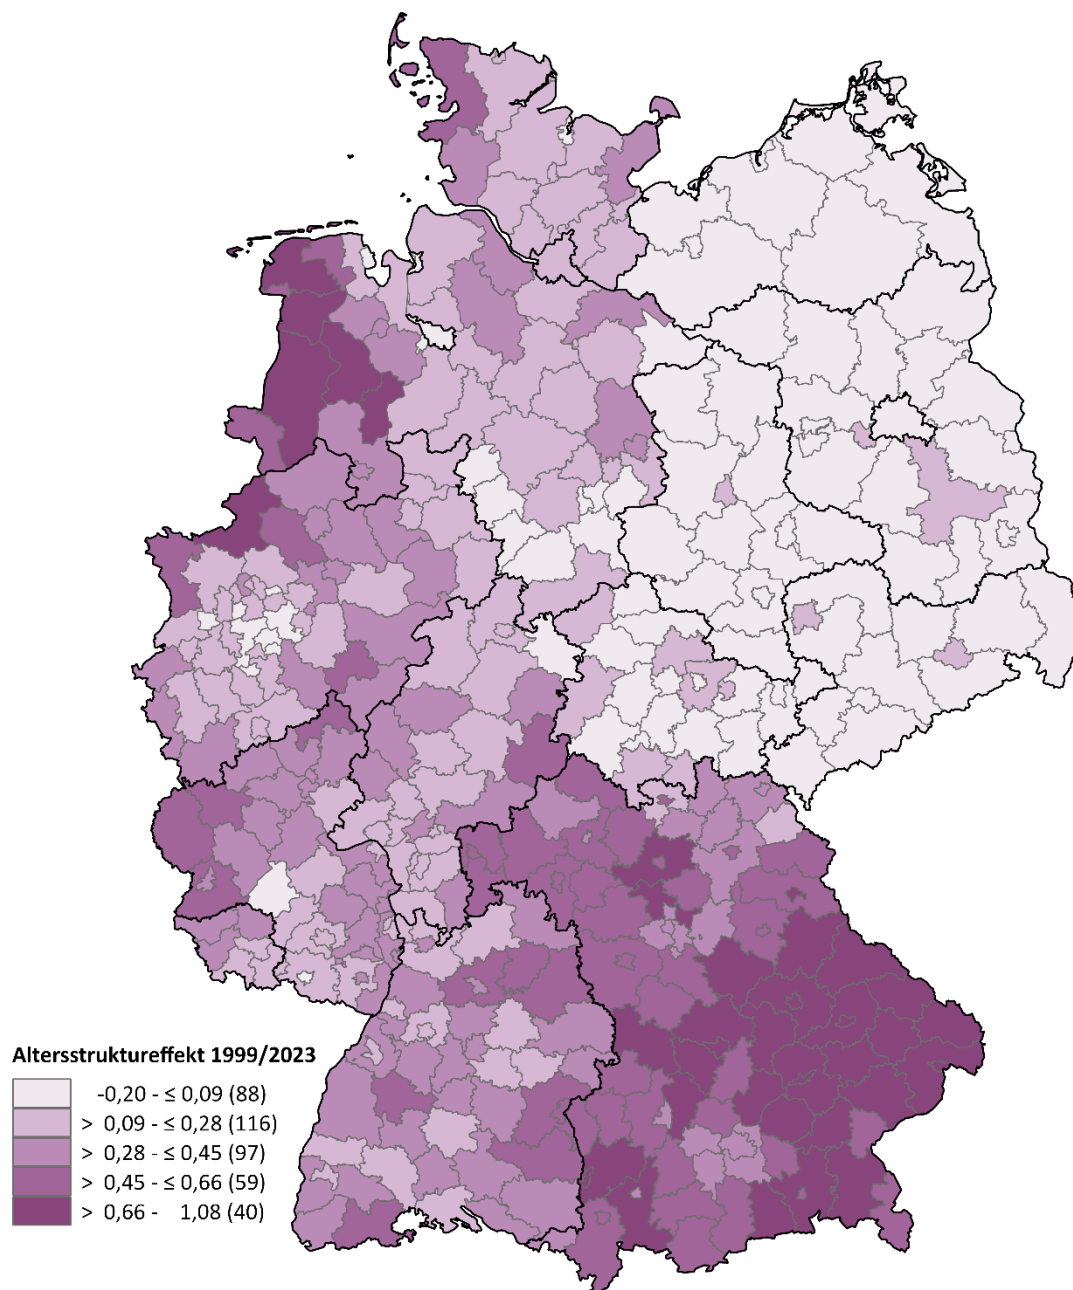 Altersstruktureffekt 1999/2023
-0,20 - ≤ 0,09 (88)
> 0,09 - ≤ 0,28 (116)
> 0,28 - ≤ 0,45 (97)
> 0,45 - ≤ 0,66 (59)
> 0,66 - 1,08 (40)